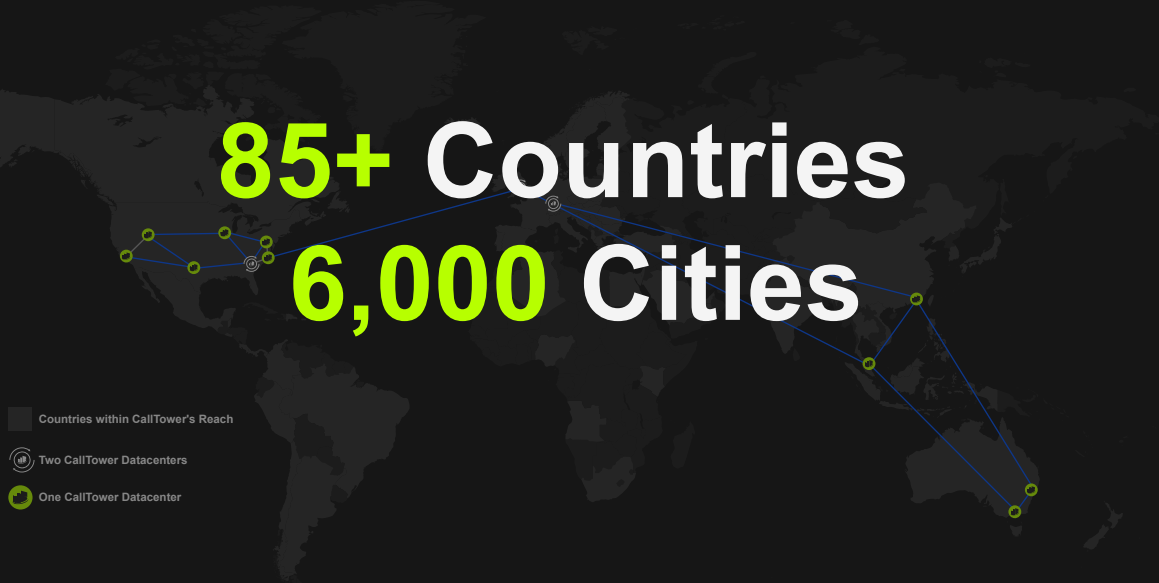 85+ Countries
6,000 Cities
Countries within CallTower's Reach
Two CallTower Datacenters
One CallTower Datacenter